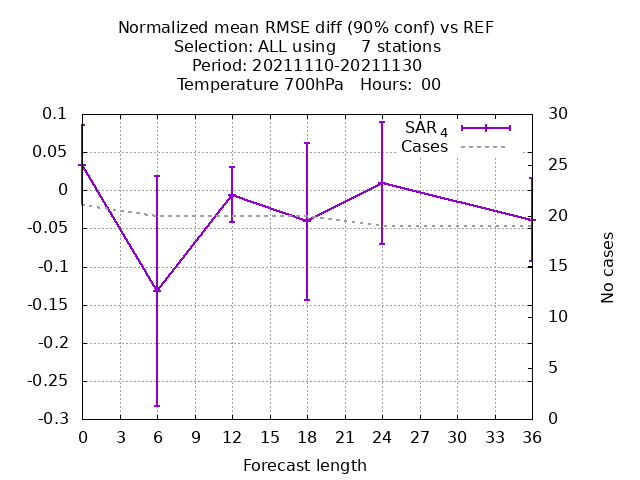 Normalized mean RMSE diff (90% conf) vs REF
Selection: ALL using 7 stations
Period: 20211110-20211130
Temperature 700hPa Hours: 00
SAR 4
Cases
0.1
0.05
0
-0.05
-0.1
-0.15
-0.2
-0.25
-0.3
30
25
20
15
10
5
0
No cases
0 3 6 9 12 15 18 21 24 27 30 33 36
Forecast length